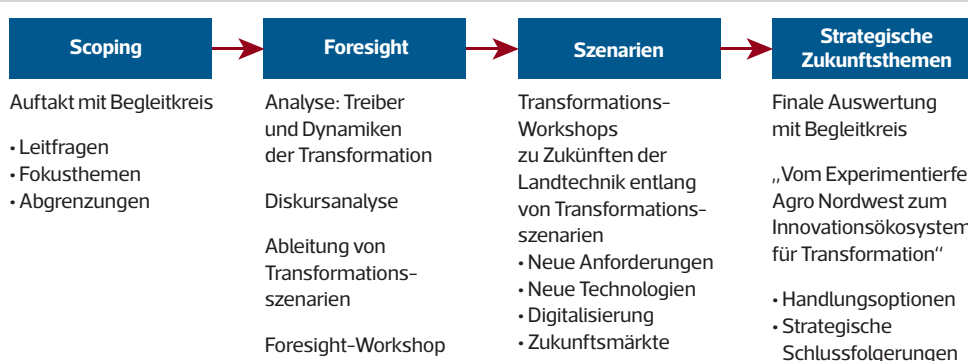 Scoping
Auftakt mit Begleitkreis
• Leitfragen
• Fokusthemen
• Abgrenzungen
Foresight
Analyse: Treiber
und Dynamiken
der Transformation
Diskursanalyse
Ableitung von
Transformations-
szenarien
Foresight-Workshop
Szenarien
Transformations-
Workshops
zu Zukünften der
Landtechnik entlang
von Transformations-
szenarien
• Neue Anforderungen
• Neue Technologien
• Digitalisierung
• Zukunftsmärkte
Strategische
Zukunftsthemen
Finale Auswertung
mit Begleitkreis
„Vom Experimentierfe
Agro Nordwest zum
Innovationsökosystem
für Transformation“
• Handlungsoptionen
• Strategische
Schlussfolgerungen